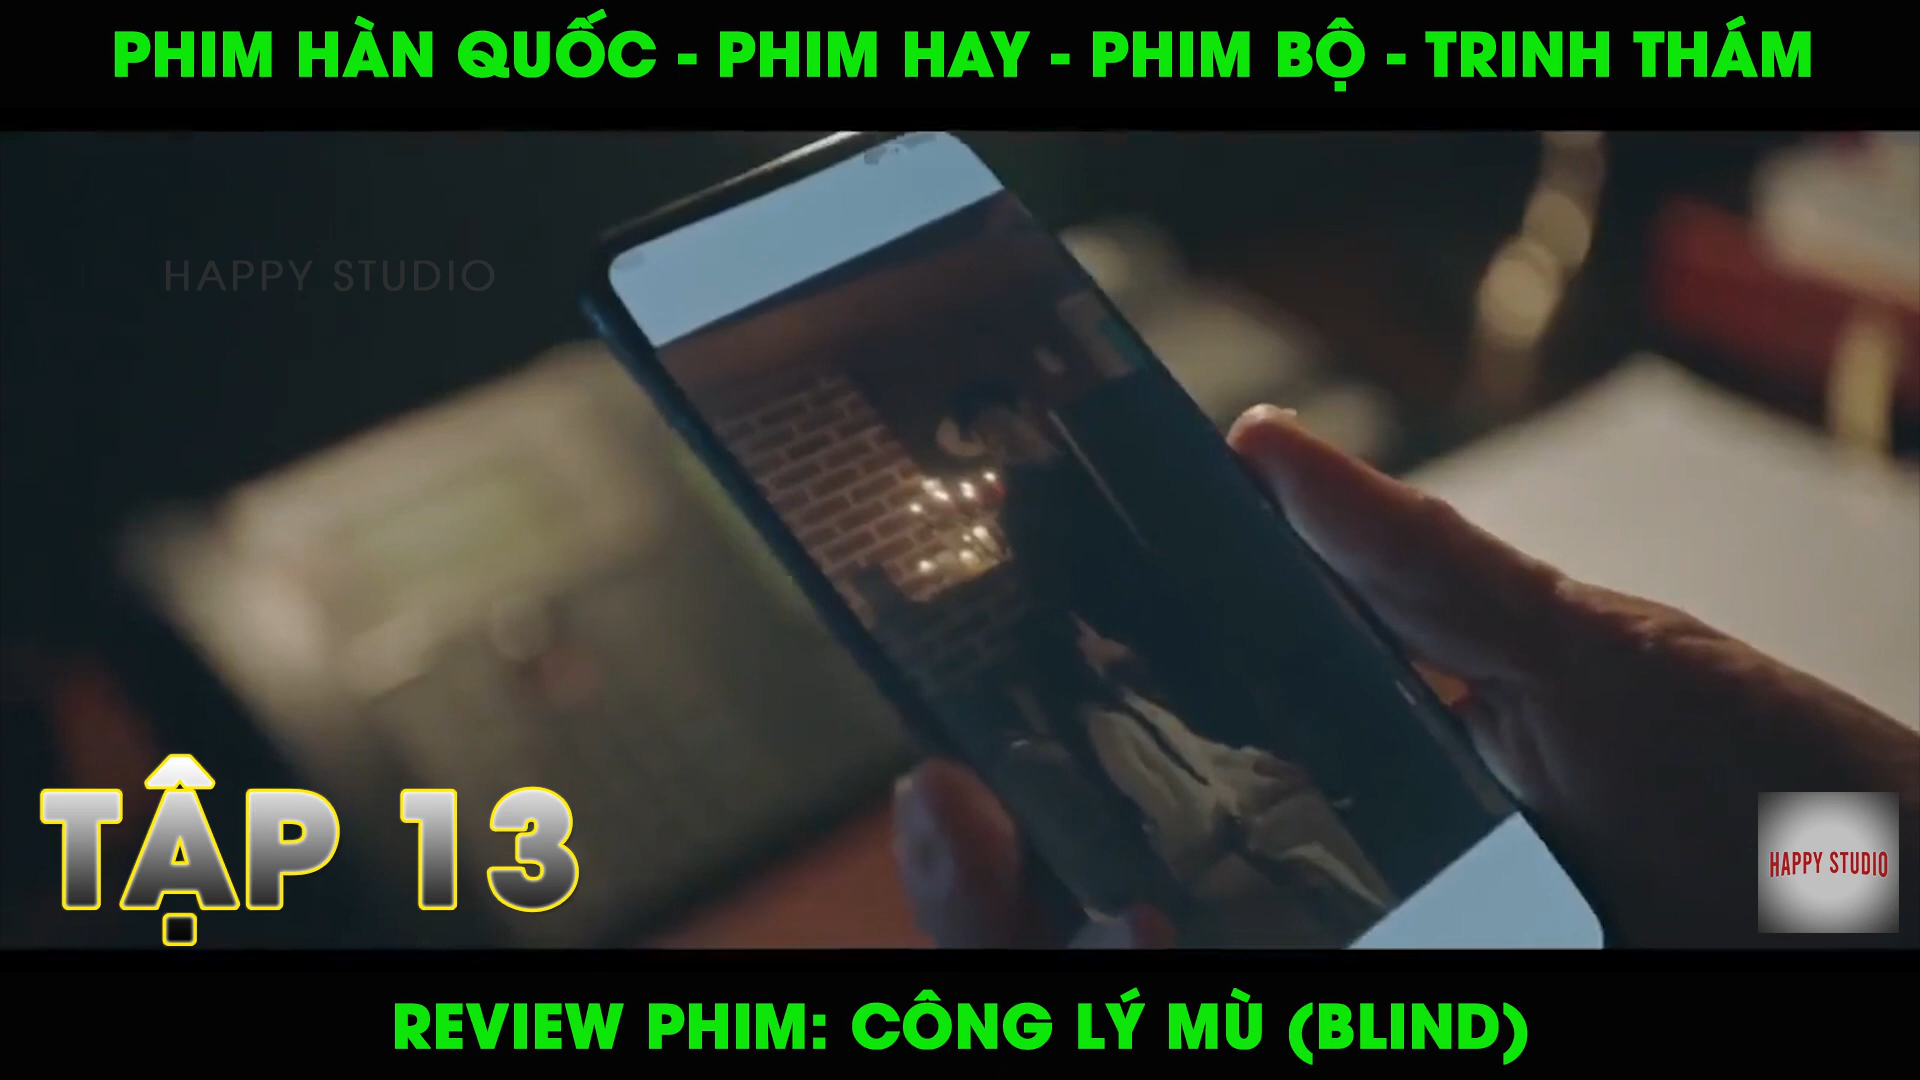 PHIM HÀN QUỐC - PHIM HAY - PHIM BỘ - TRINH THÁM
HAPPY STUDIO
TẬP 13
HAPPY STUDIO
REVIEW PHIM: CÔNG LÝ MÙ (BLIND)